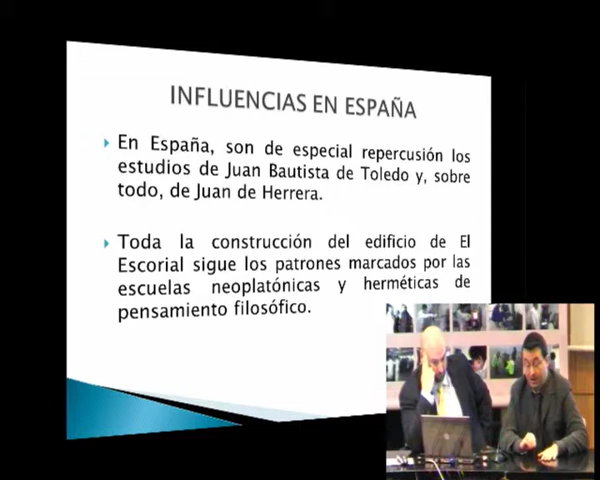 INFLUENCIAS EN ESPAÑA
En España, son de especial repercusión los
estudios de Juan Bautista de Toledo y, sobre
todo, de Juan de Herrera.
Toda la construcción del edificio de El
Escorial sigue los patrones marcados por las
escuelas neoplatónicas y herméticas de
pensamiento filosófico.